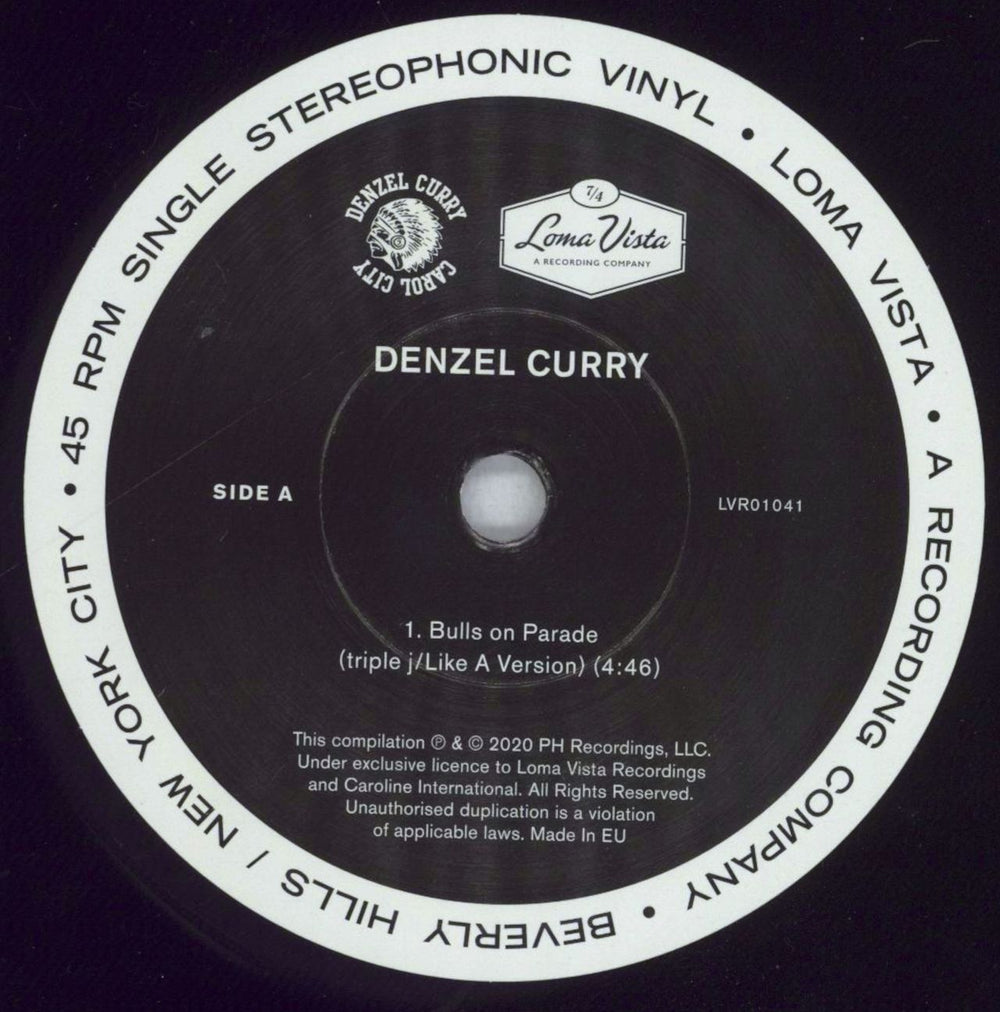 45 RPM SINGLE STEREOPHONIC VINYL • LOMA VISTA • A RECORDING COMPANY • BEVERLY HILLS / NEW YORK CITY •
DENZEL CURRY
CAROL CITY
7/4
Loma Vista
A RECORDING COMPANY
DENZEL CURRY
SIDE A
LVR01041
1. Bulls on Parade
(triple j/Like A Version) (4:46)
This compilation ℗ & © 2020 PH Recordings, LLC.
Under exclusive licence to Loma Vista Recordings
and Caroline International. All Rights Reserved.
Unauthorised duplication is a violation
of applicable laws. Made In EU